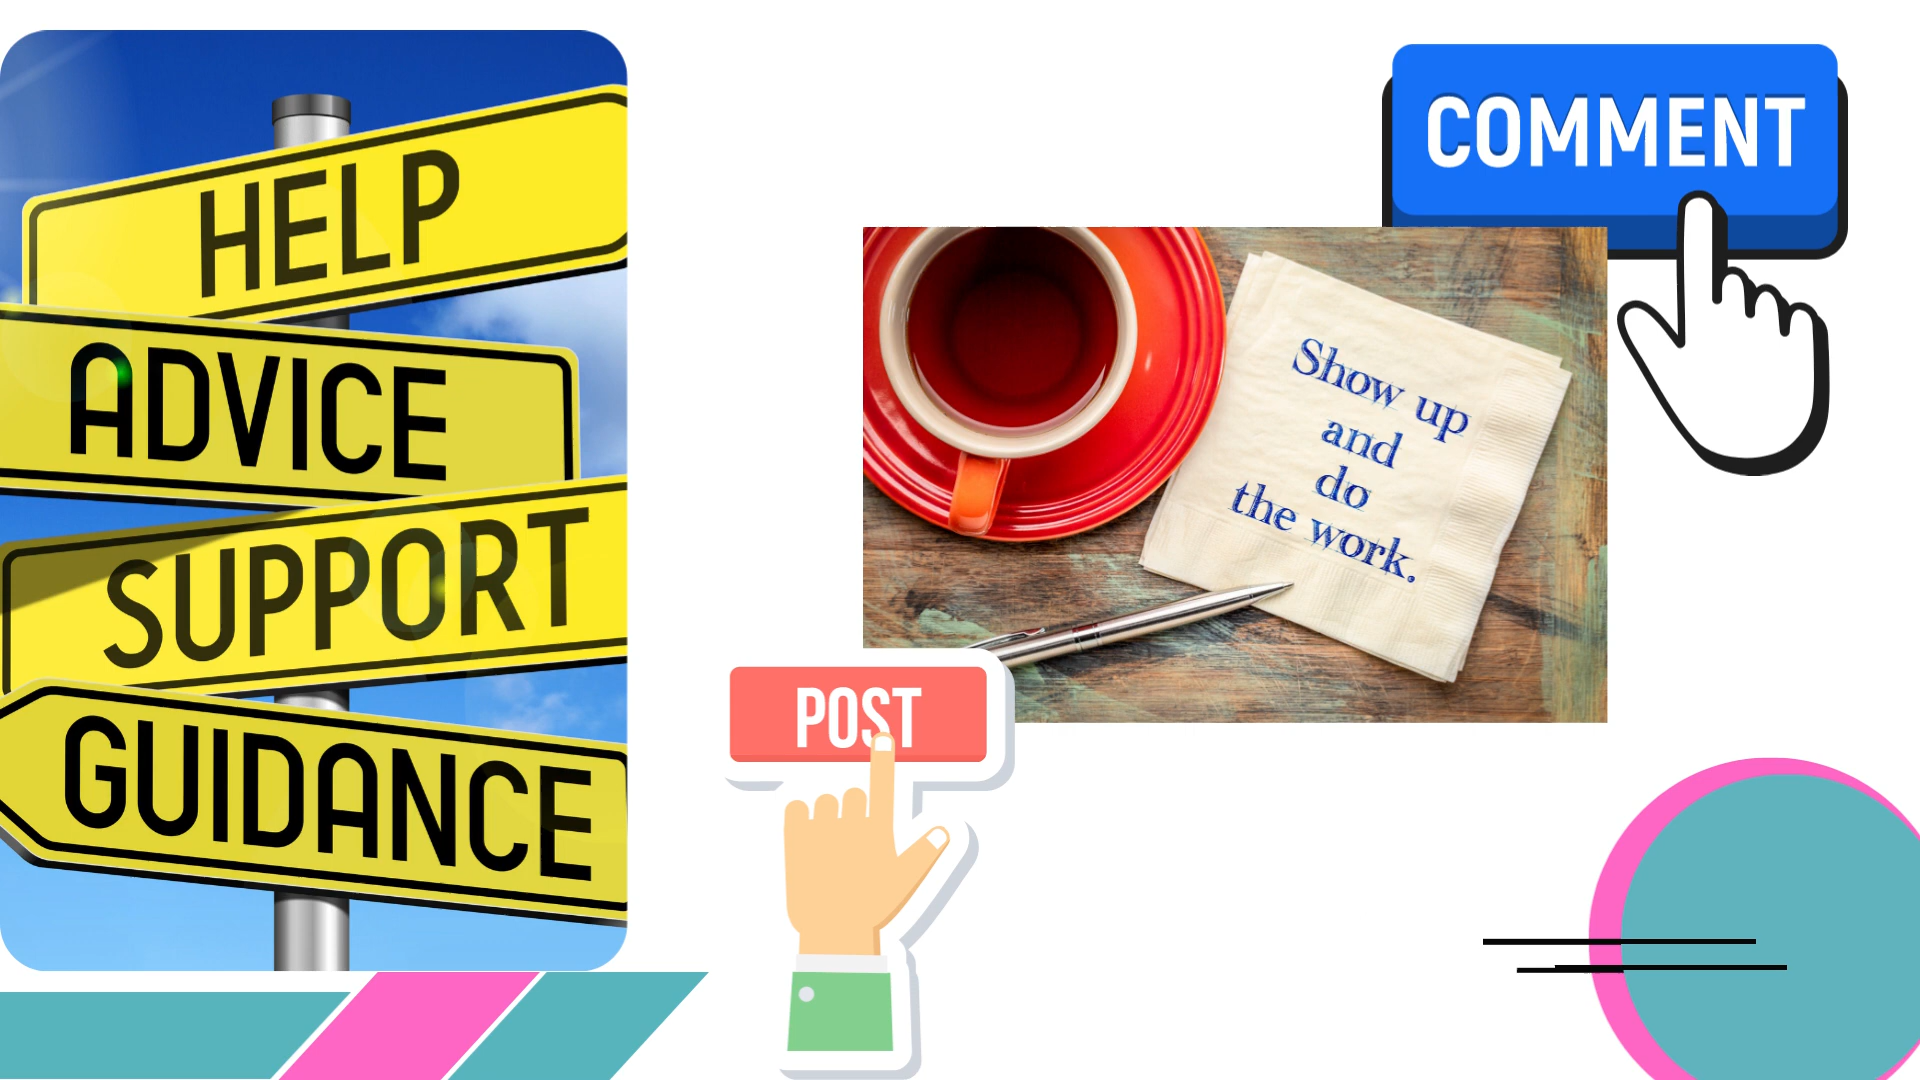 HELP
ADVICE
SUPPORT
GUIDANCE
COMMENT
Show up
and
do
the work.
POST